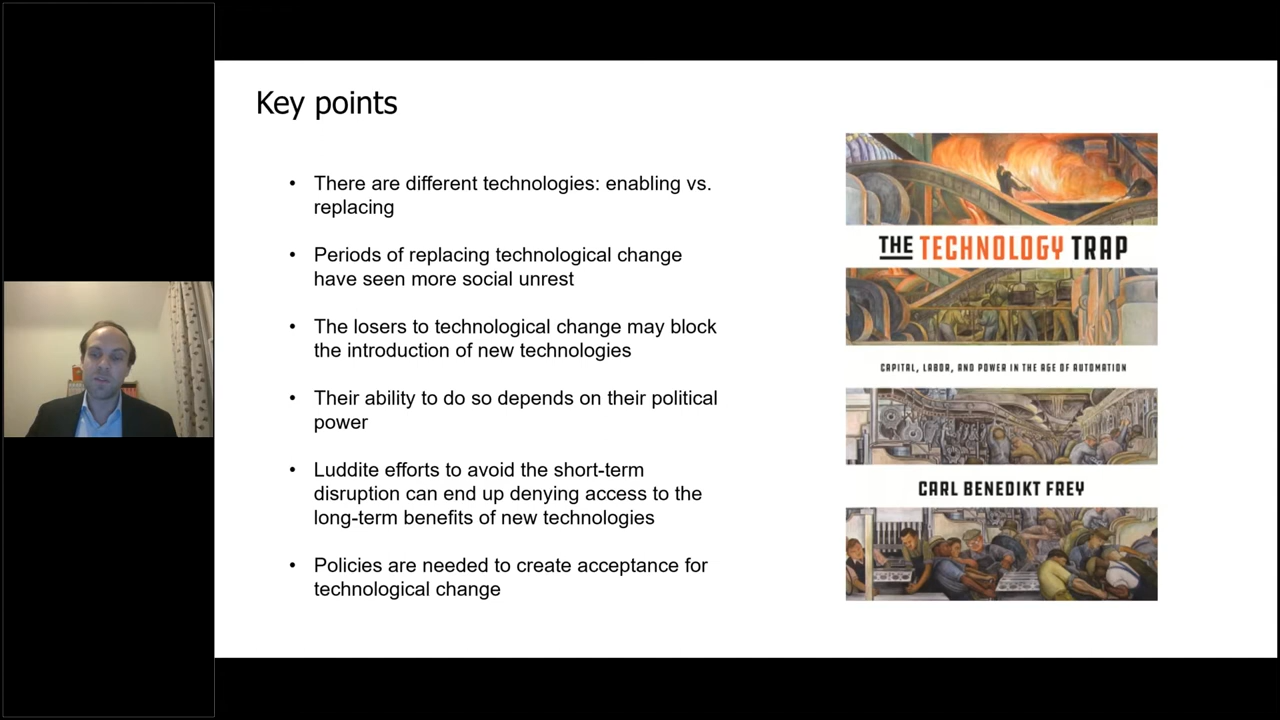 Key points
• There are different technologies: enabling vs.
replacing
• Periods of replacing technological change
have seen more social unrest
• The losers to technological change may block
the introduction of new technologies
• Their ability to do so depends on their political
power
• Luddite efforts to avoid the short-term
disruption can end up denying access to the
long-term benefits of new technologies
• Policies are needed to create acceptance for
technological change
THE TECHNOLOGY TRAP
CAPITAL, LABOR, AND POWER IN THE AGE OF AUTOMATION
CARL BENEDIKT FREY